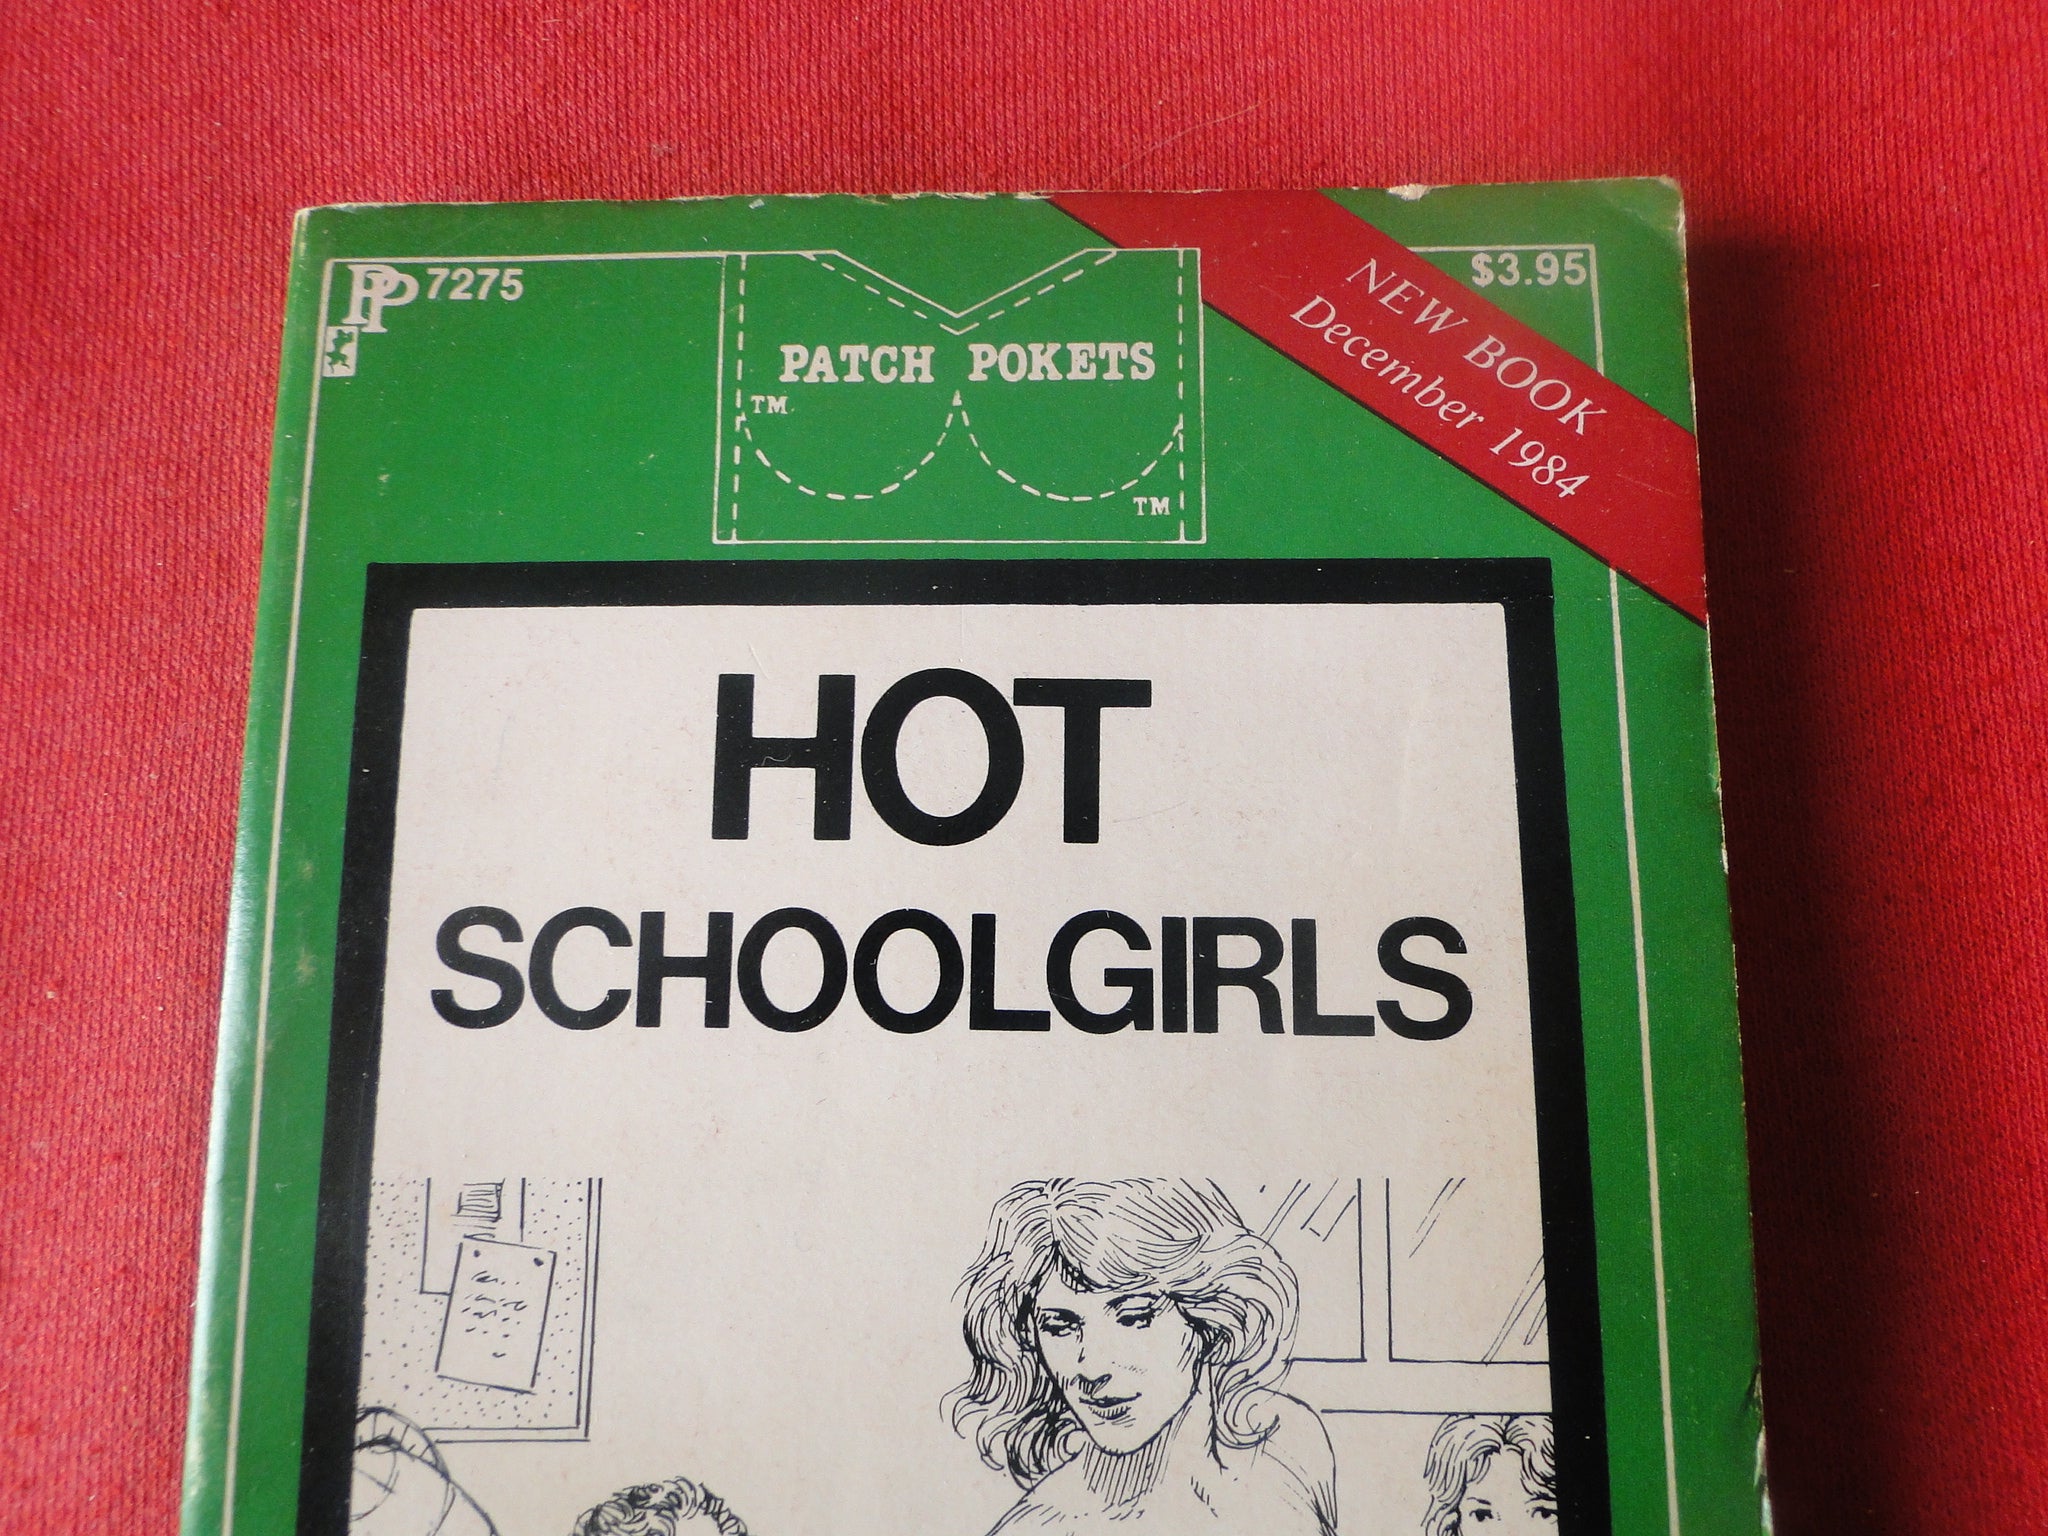 PP 7275
$3.95
NEW BOOK
December 1984
PATCH POKETS
TM
TM
HOT
SCHOOLGIRLS